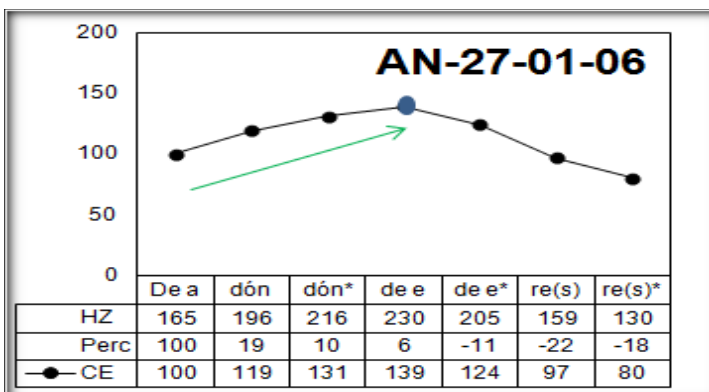 200
AN-27-01-06
150
100
50
0
De a dón dón* de e de e* re(s) re(s)*
HZ 165 196 216 230 205 159 130
Perc 100 19 10 6 -11 -22 -18
CE 100 119 131 139 124 97 80